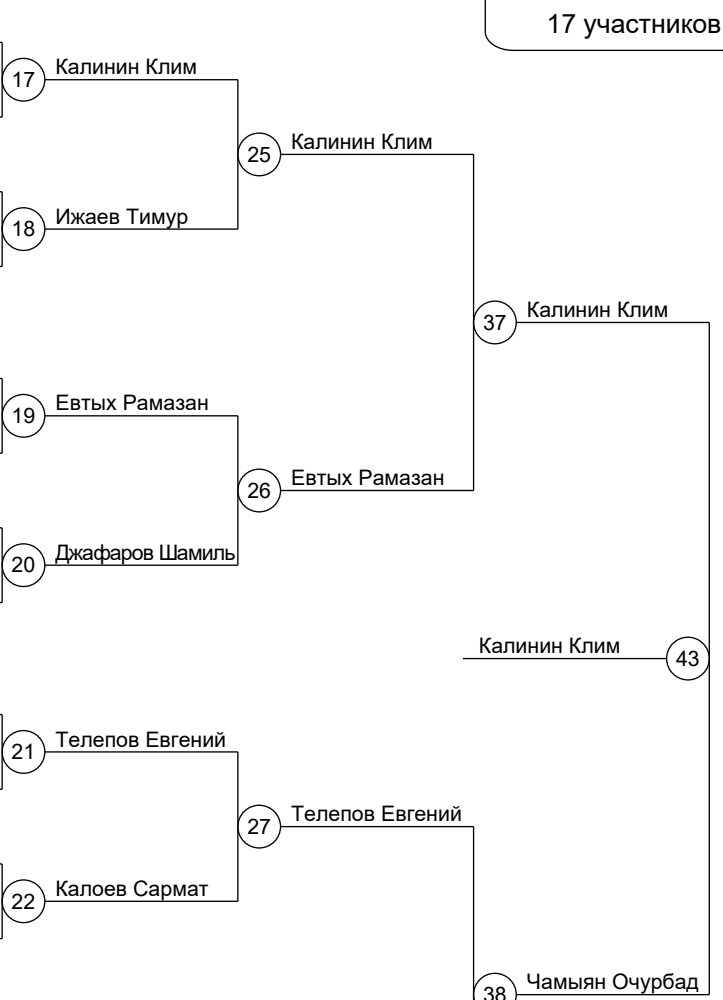 17 участников
17 Калинин Клим
25 Калинин Клим
18 Ижаев Тимур
37 Калинин Клим
19 Евтых Рамазан
26 Евтых Рамазан
20 Джафаров Шамиль
Калинин Клим 43
21 Телепов Евгений
27 Телепов Евгений
22 Калоев Сармат
38 Чамыян Очурбад